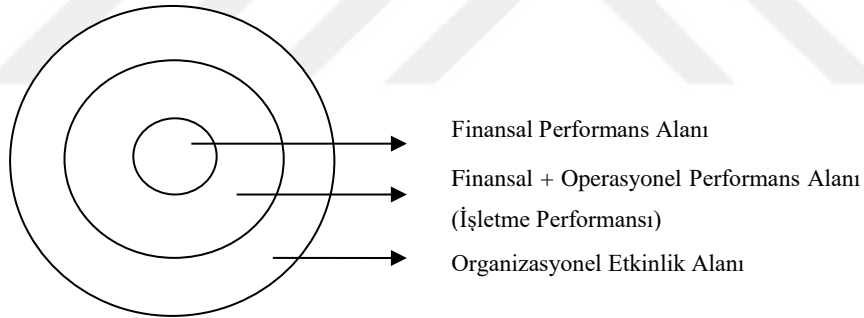 Finansal Performans Alanı
Finansal + Operasyonel Performans Alanı
(İşletme Performansı)
Organizasyonel Etkinlik Alanı